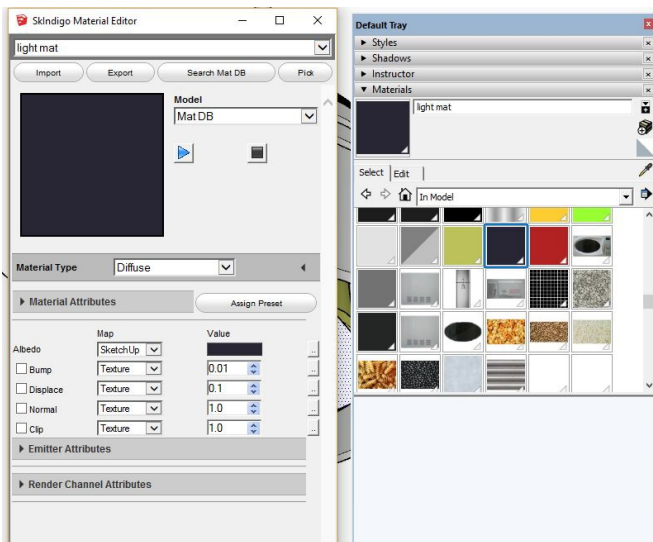 SkIndigo Material Editor
light mat
Import Export Search Mat DB Pick
Model
Mat DB
Material Type Diffuse
Material Attributes Assign Preset
Map Value
Albedo SketchUp ..
Bump Texture 0.01 ..
Displace Texture 0.1 ..
Normal Texture 1.0 ..
Clip Texture 1.0 ..
Emitter Attributes
Render Channel Attributes
Default Tray
Styles
Shadows
Instructor
Materials
light mat
Select Edit
In Model